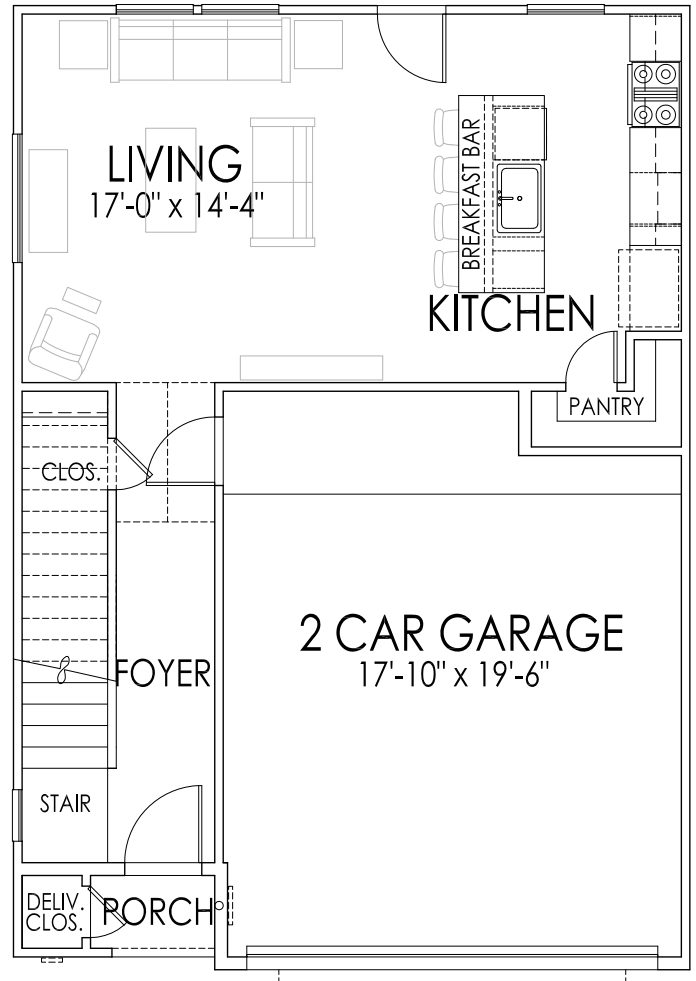 LIVING
17'-0" x 14'-4"
BREAKFAST BAR
KITCHEN
PANTRY
CLOS.
2 CAR GARAGE
17'-10" x 19'-6"
FOYER
STAIR
DELIV.
CLOS.
PORCH